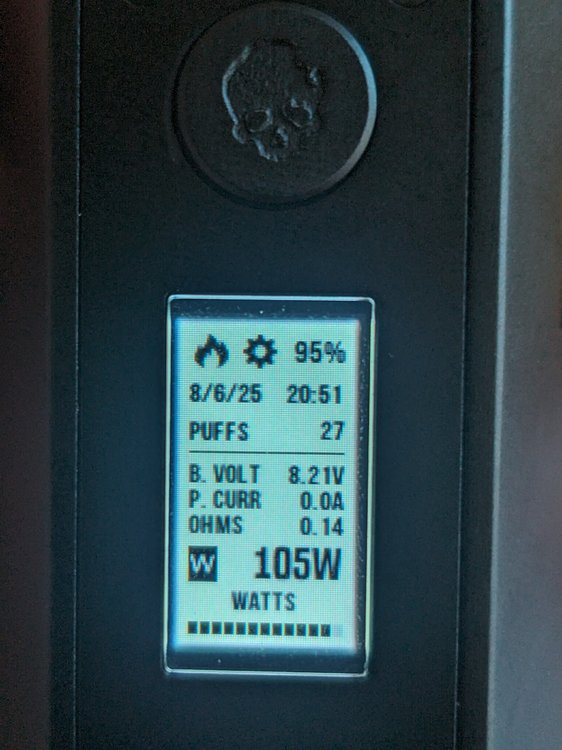 95%
8/6/25 20:51
PUFFS 27
B. VOLT 8.21V
P. CURR 0.0A
OHMS 0.14
W 105W
WATTS